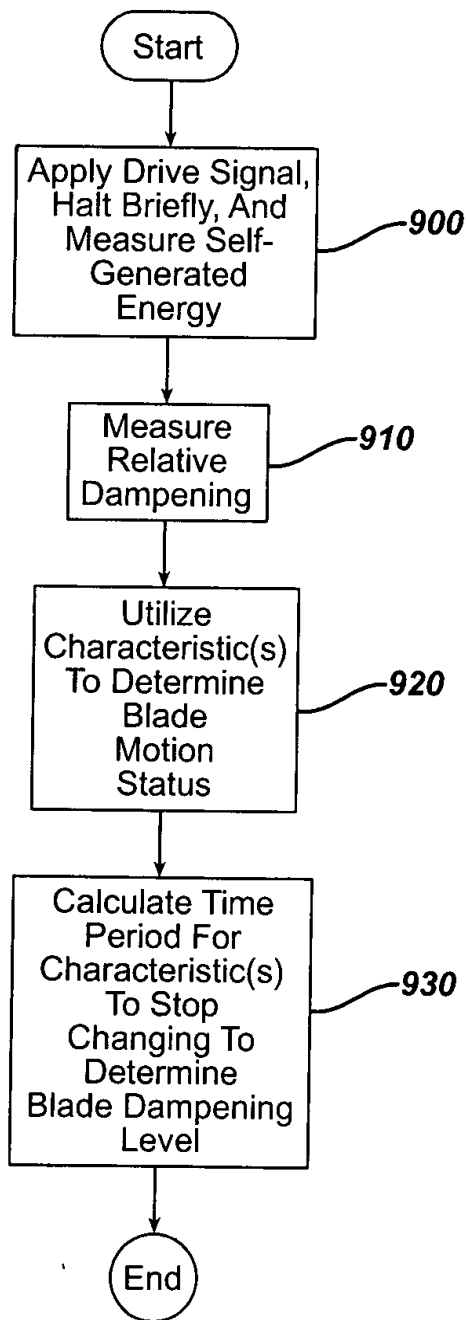 Start
Apply Drive Signal,
Halt Briefly, And
Measure Self-
Generated
Energy
900
Measure
Relative
Dampening
910
Utilize
Characteristic(s)
To Determine
Blade
Motion
Status
920
Calculate Time
Period For
Characteristic(s)
To Stop
Changing To
Determine
Blade Dampening
Level
930
End